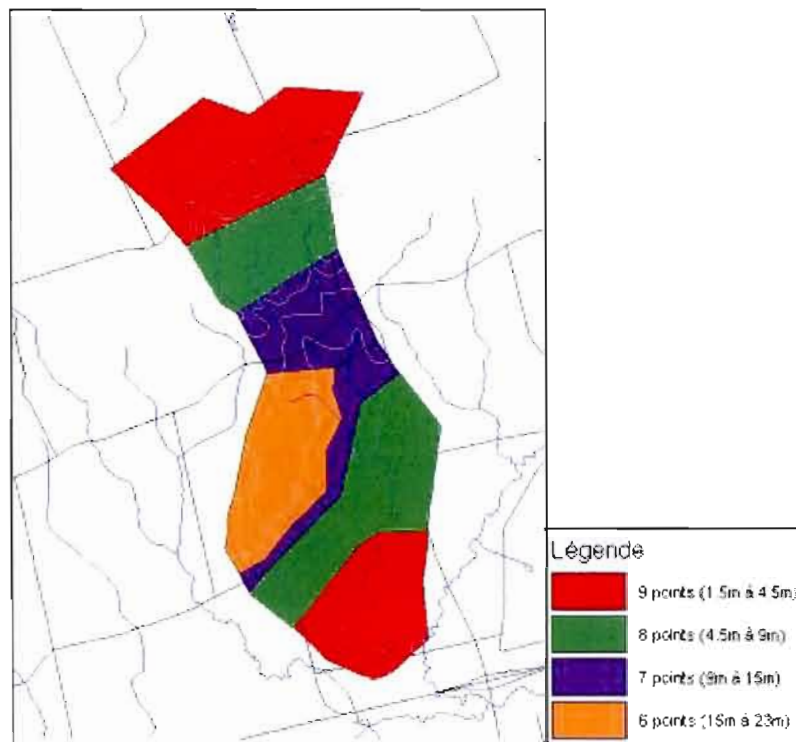 Légende
9 points (1.5m à 4.5m)
8 points (4.5m à 9m)
7 points (9m à 15m)
6 points (15m à 23m)